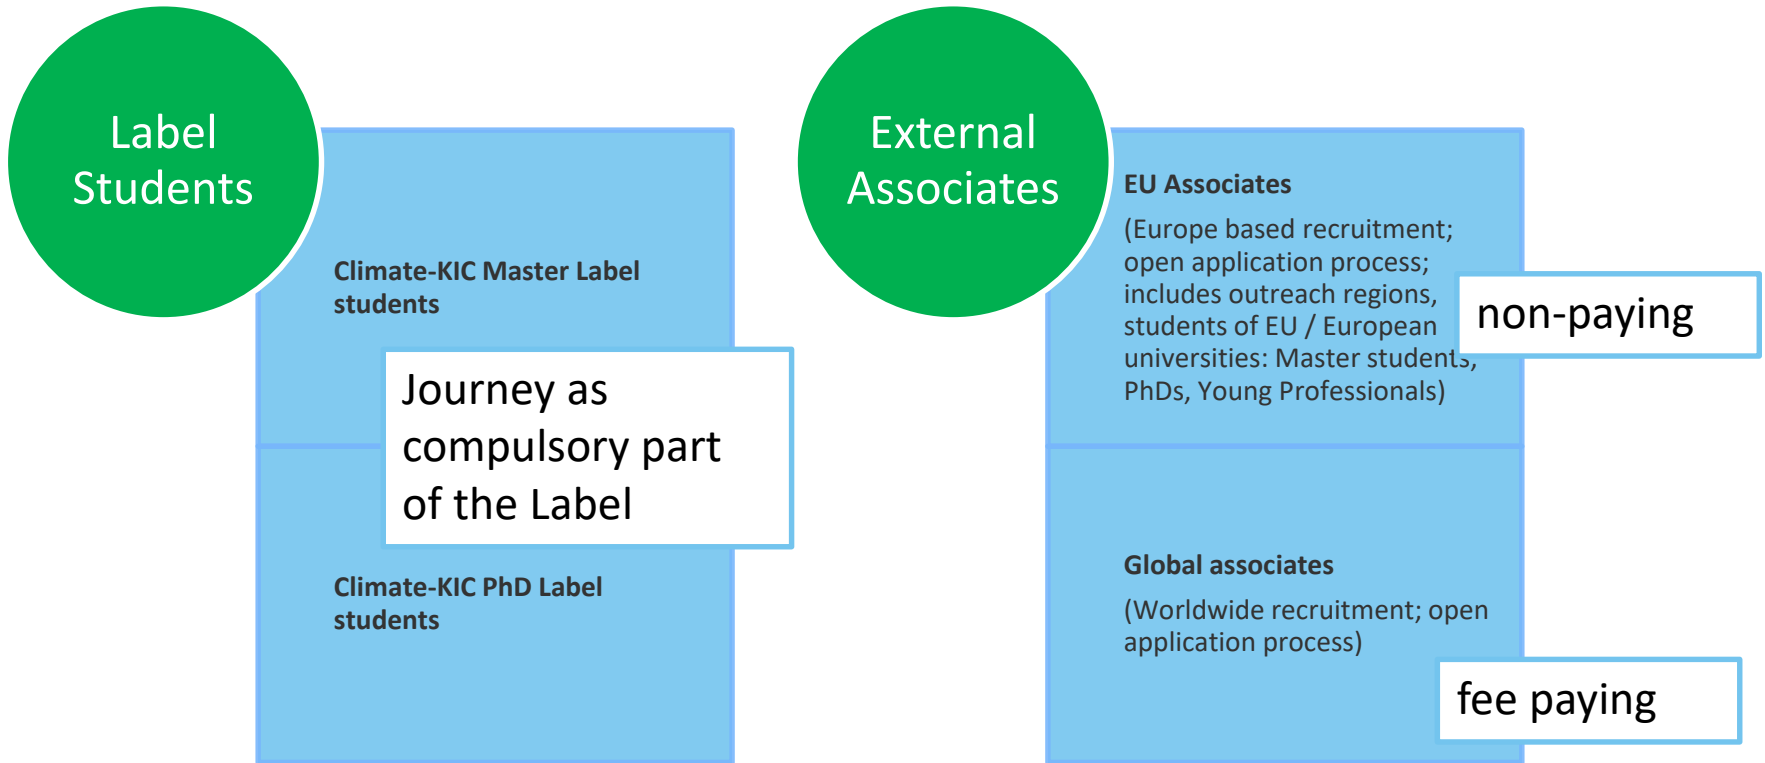 Label
Students
Climate-KIC Master Label
students
Journey as
compulsory part
of the Label
Climate-KIC PhD Label
students
External
Associates
EU Associates
(Europe based recruitment;
open application process;
includes outreach regions,
students of EU / European
universities: Master students,
PhDs, Young Professionals)
non-paying
Global associates
(Worldwide recruitment; open
application process)
fee paying